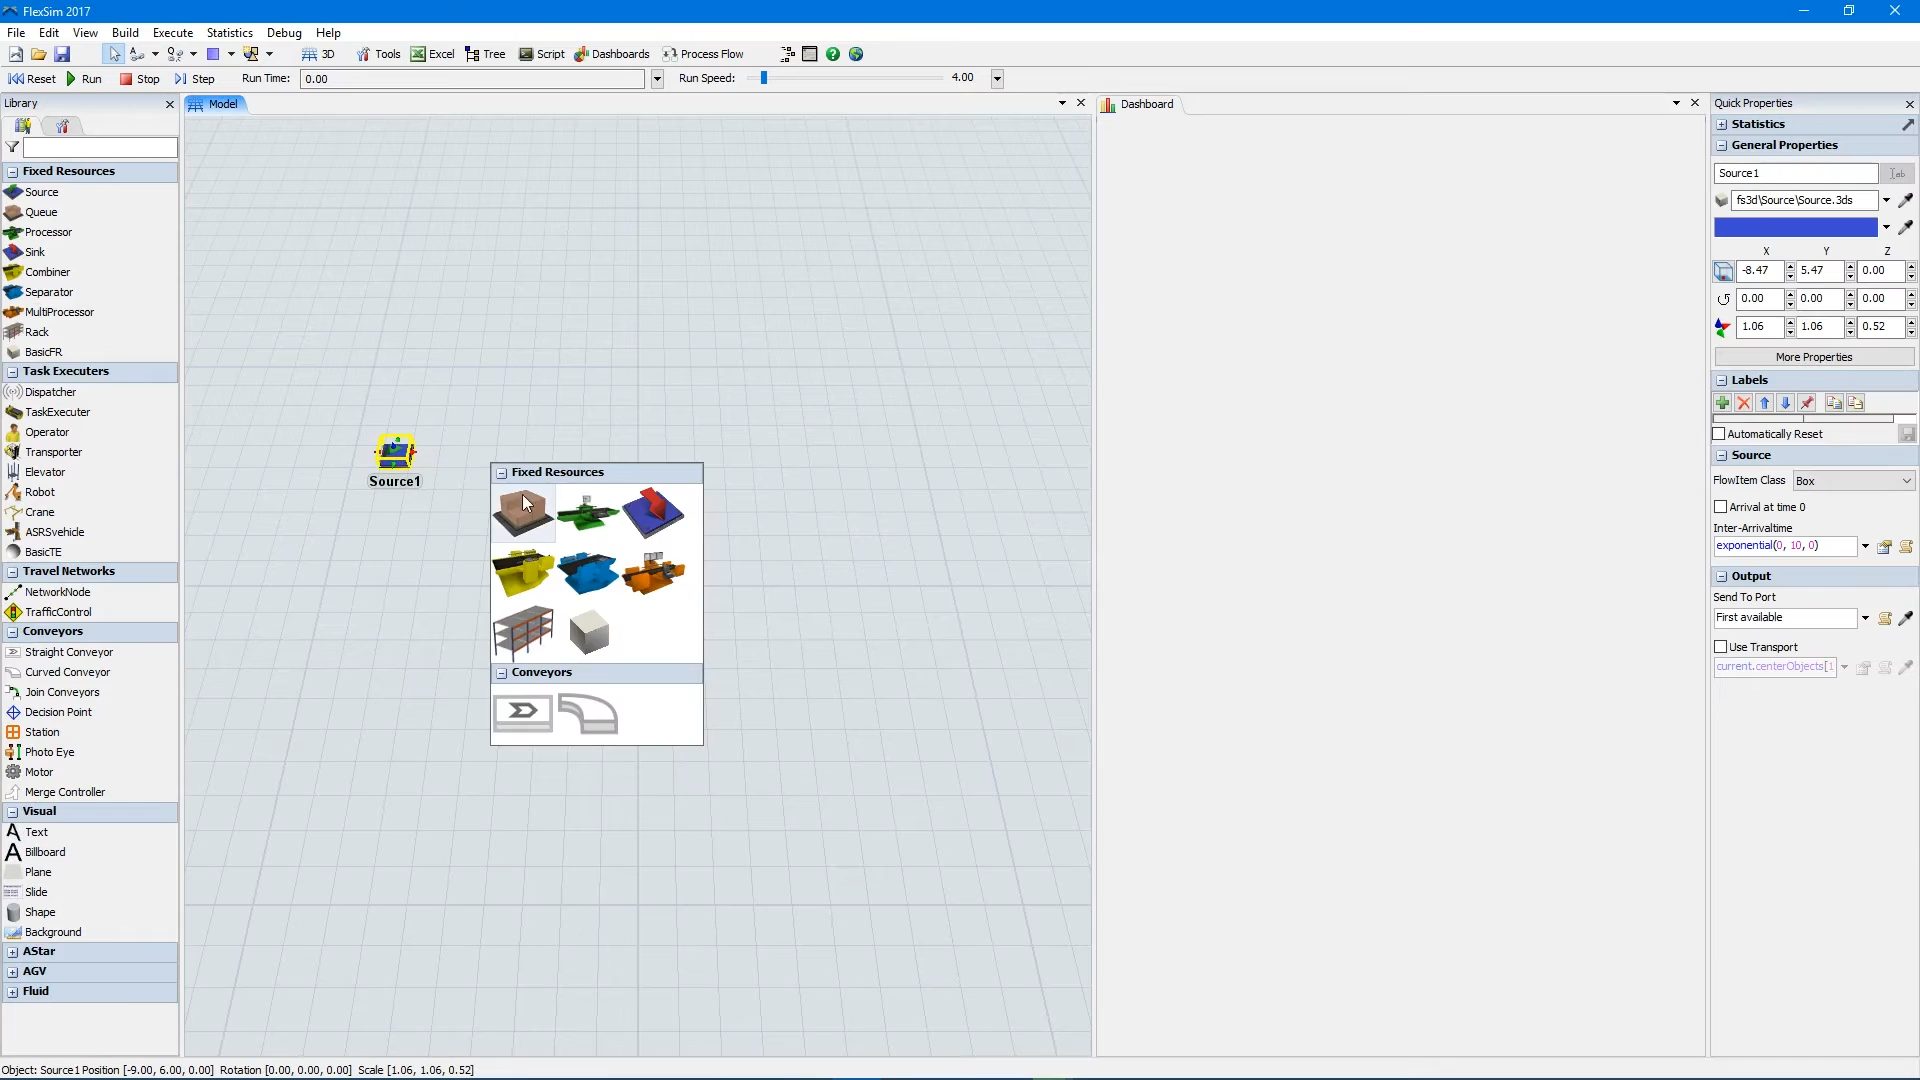 FlexSim 2017
File Edit View Build Execute Statistics Debug Help
3D Tools Excel Tree Script Dashboards Process Flow
Reset Run Stop Step Run Time: 0.00 Run Speed: 4.00
Library
Model
Dashboard
Quick Properties
Fixed Resources
Source
Queue
Processor
Sink
Combiner
Separator
MultiProcessor
Rack
BasicFR
Task Executers
Dispatcher
TaskExecuter
Operator
Transporter
Elevator
Robot
Crane
ASRSvehicle
BasicTE
Travel Networks
NetworkNode
TrafficControl
Conveyors
Straight Conveyor
Curved Conveyor
Join Conveyors
Decision Point
Station
Photo Eye
Motor
Merge Controller
Visual
Text
Billboard
Plane
Slide
Shape
Background
AStar
AGV
Fluid
Source1
Fixed Resources
Conveyors
Statistics
General Properties
Source1
fs3d\Source\Source.3ds
X Y Z
-8.47 5.47 0.00
0.00 0.00 0.00
1.06 1.06 0.52
More Properties
Labels
Automatically Reset
Source
FlowItem Class Box
Arrival at time 0
Inter-Arrivaltime
exponential(0, 10, 0)
Output
Send To Port
First available
Use Transport
current.centerObjects[1
Object: Source1 Position [-9.00, 6.00, 0.00] Rotation [0.00, 0.00, 0.00] Scale [1.06, 1.06, 0.52]